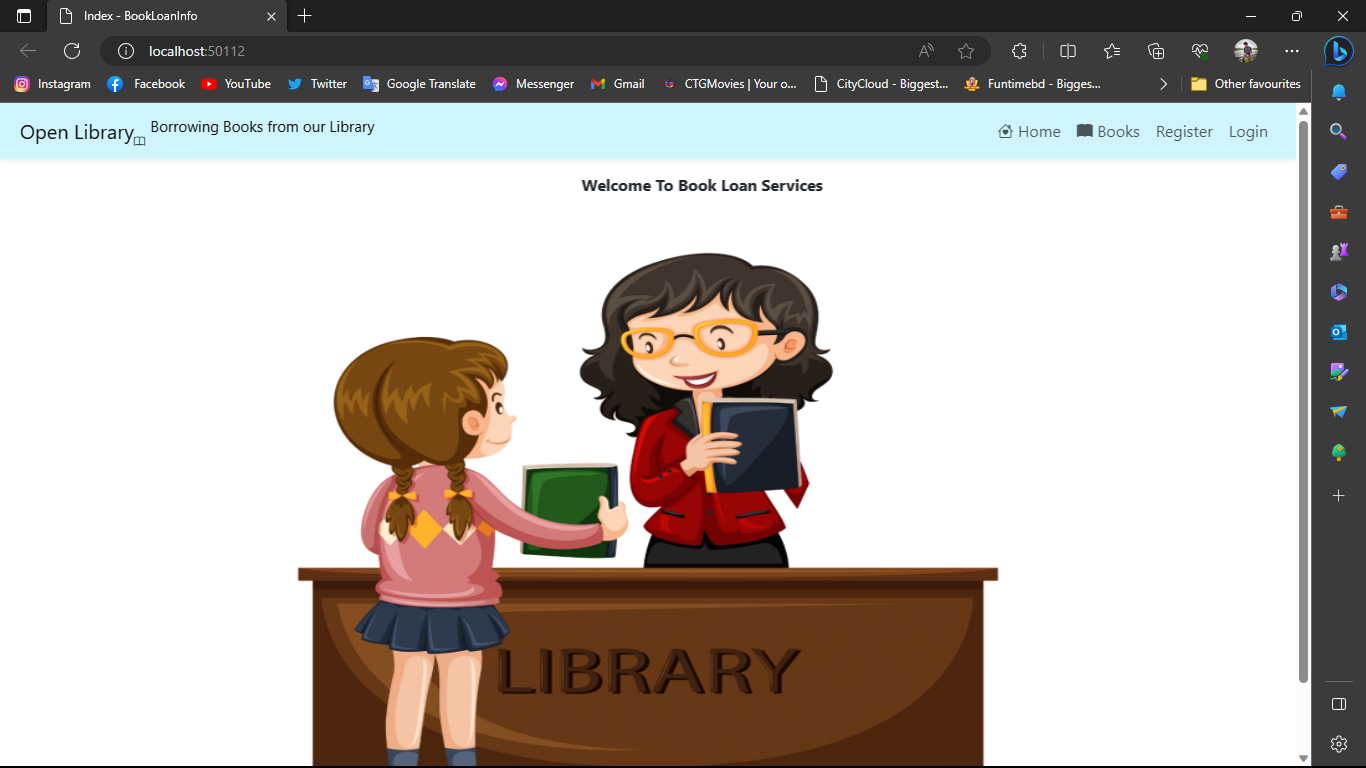 Index - BookLoanInfo
localhost:50112
Instagram Facebook YouTube Twitter Google Translate Messenger Gmail CTGMovies | Your o... CityCloud - Biggest... Funtimebd - Bigges... Other favourites
Open Library Borrowing Books from our Library Home Books Register Login
Welcome To Book Loan Services
LIBRARY